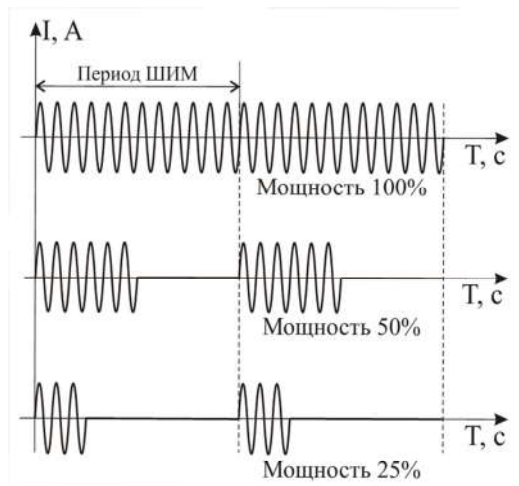 I, A
Период ШИМ
T, c
Мощность 100%
T, c
Мощность 50%
T, c
Мощность 25%